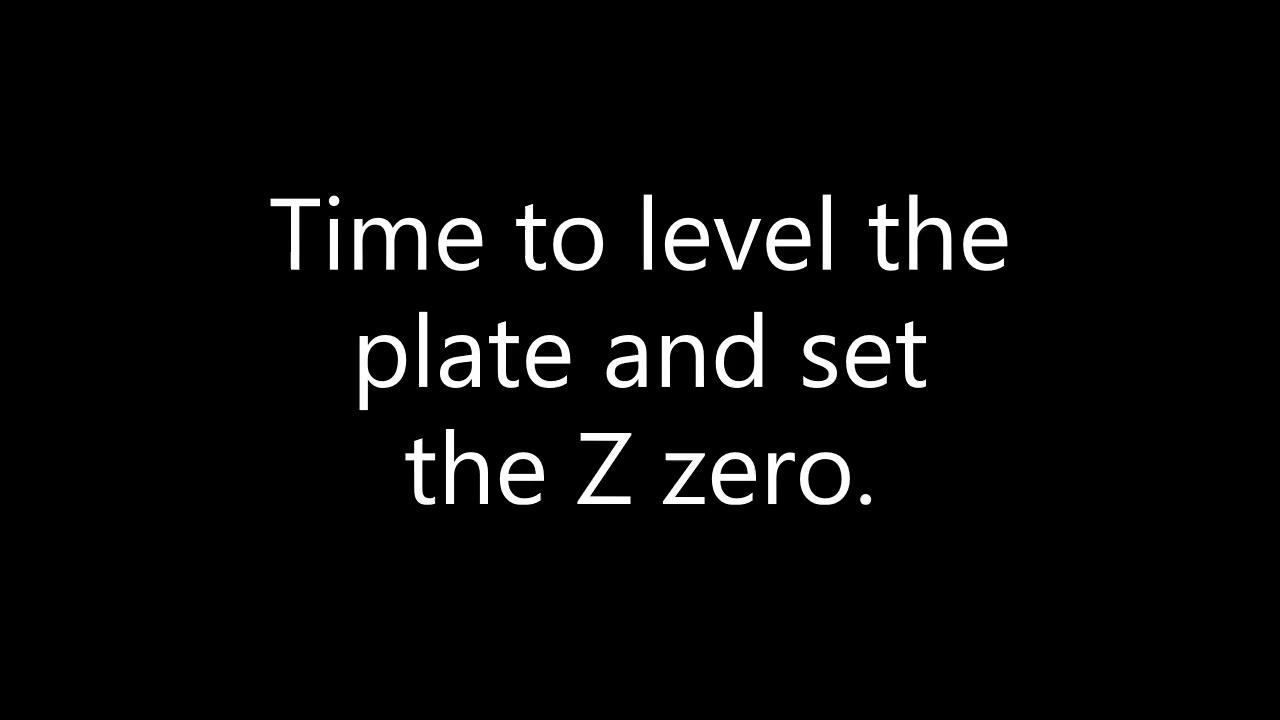 Time to level the
plate and set
the Z zero.